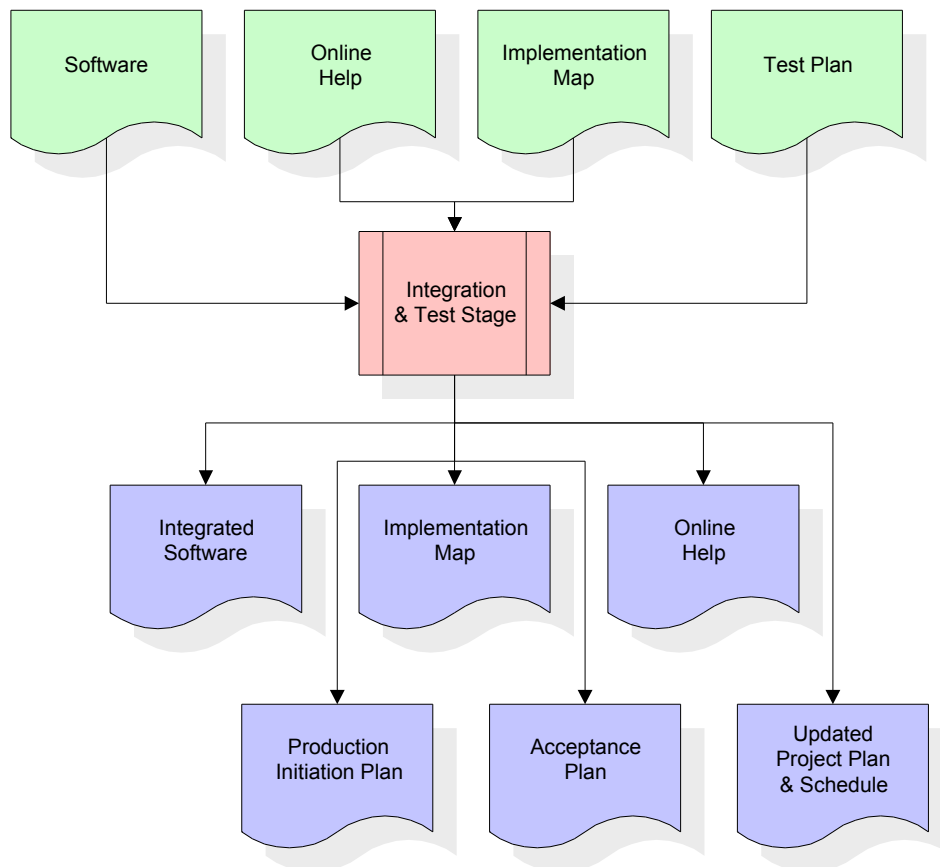 Software
Online
Help
Implementation
Map
Test Plan
Integration
& Test Stage
Integrated
Software
Implementation
Map
Online
Help
Production
Initiation Plan
Acceptance
Plan
Updated
Project Plan
& Schedule